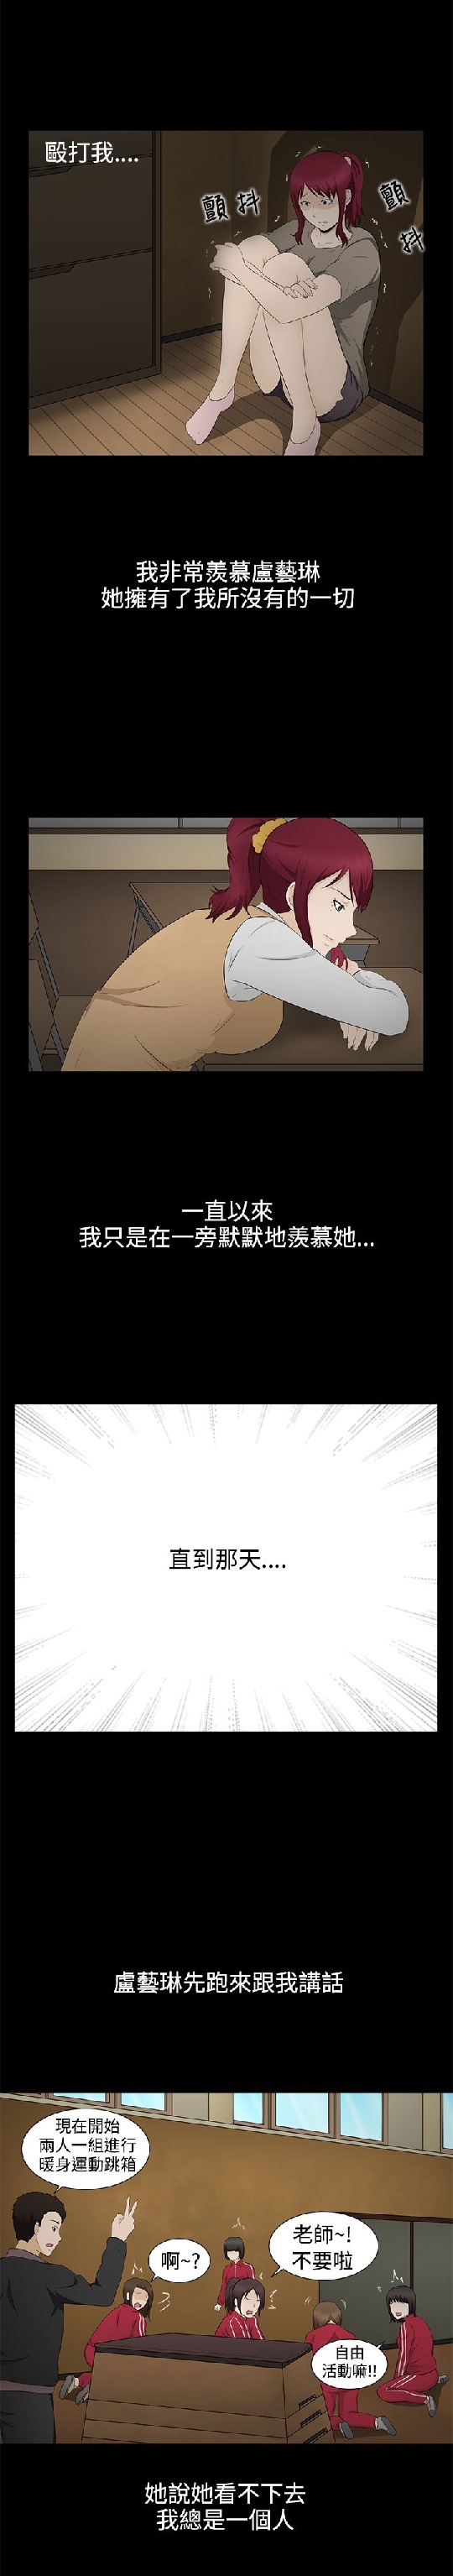 毆打我....
顫抖
顫抖
我非常羨慕盧藝琳
她擁有了我所沒有的一切
一直以來
我只是在一旁默默地羨慕她...
直到那天....
盧藝琳先跑來跟我講話
現在開始
兩人一組進行
暖身運動跳箱
啊~?
老師~!
不要啦
自由
活動嘛!!
她說她看不下去
我總是一個人